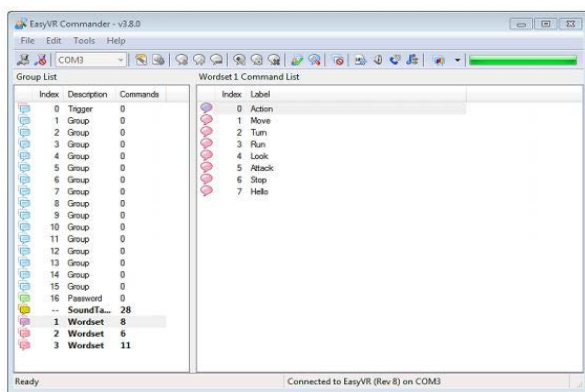 EasyVR Commander - v3.8.0
File Edit Tools Help
COM3
Group List Wordset 1 Command List
Index Description Commands Index Label
0 Trigger 0 0 Action
1 Group 0 1 Move
2 Group 0 2 Turn
3 Group 0 3 Run
4 Group 0 4 Look
5 Group 0 5 Attack
6 Group 0 6 Stop
7 Group 0 7 Hello
8 Group 0
9 Group 0
10 Group 0
11 Group 0
12 Group 0
13 Group 0
14 Group 0
15 Group 0
16 Password 0
-- SoundTa... 28
1 Wordset 8
2 Wordset 6
3 Wordset 11
Ready Connected to EasyVR (Rev 8) on COM3